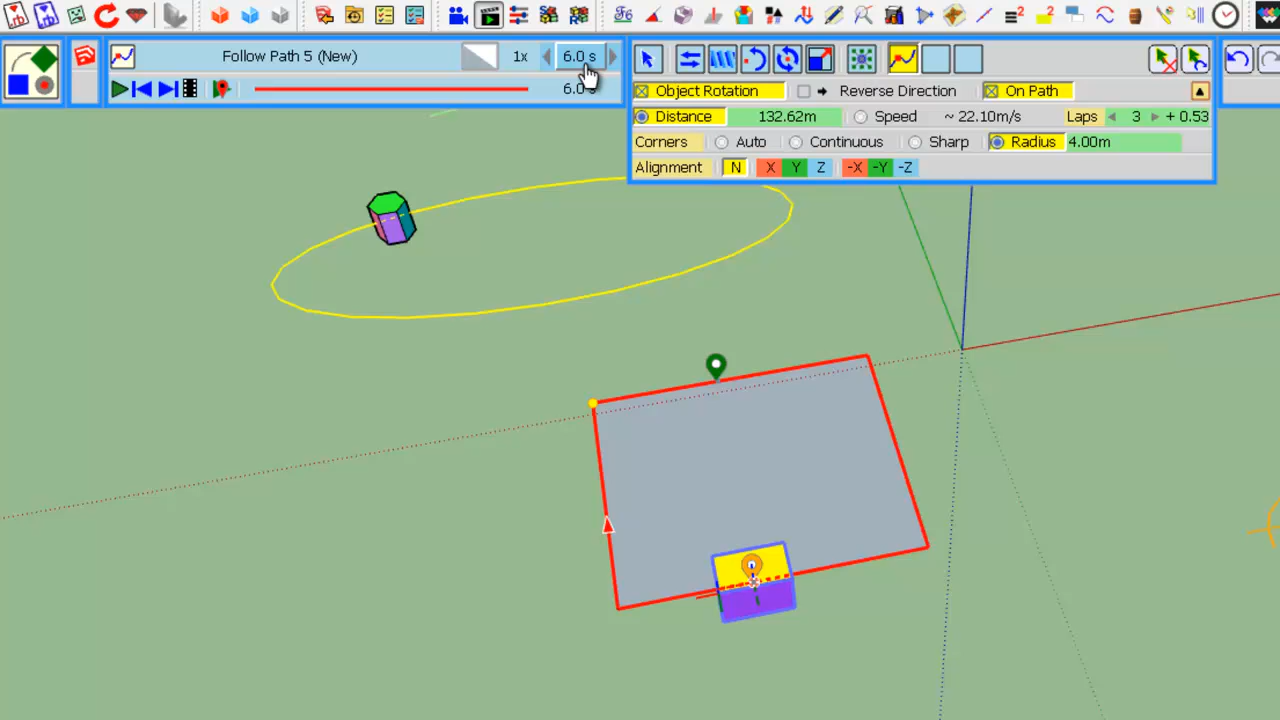 Follow Path 5 (New) 1x 6.0 s
6.0 s
Object Rotation Reverse Direction On Path
Distance 132.62m Speed ~ 22.10m/s Laps 3 + 0.53
Corners Auto Continuous Sharp Radius 4.00m
Alignment N X Y Z -X -Y -Z